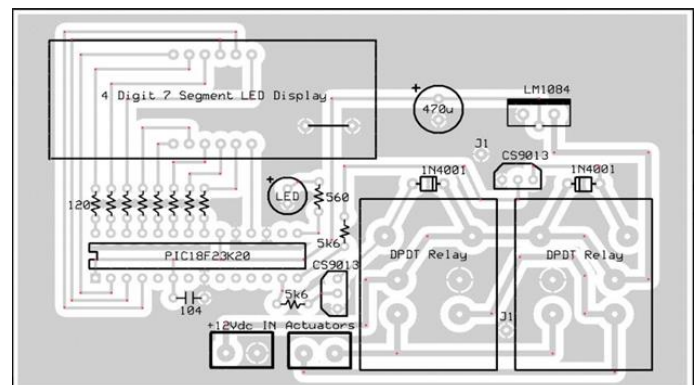 4 Digit 7 Segment LED Display
+
470u
LM1084
J1
CS9013
1N4001
1N4001
120
+
LED
560
5k6
PIC18F23K20
DPDT Relay
DPDT Relay
CS9013
5k6
104
J1
+12Vdc IN
Actuators